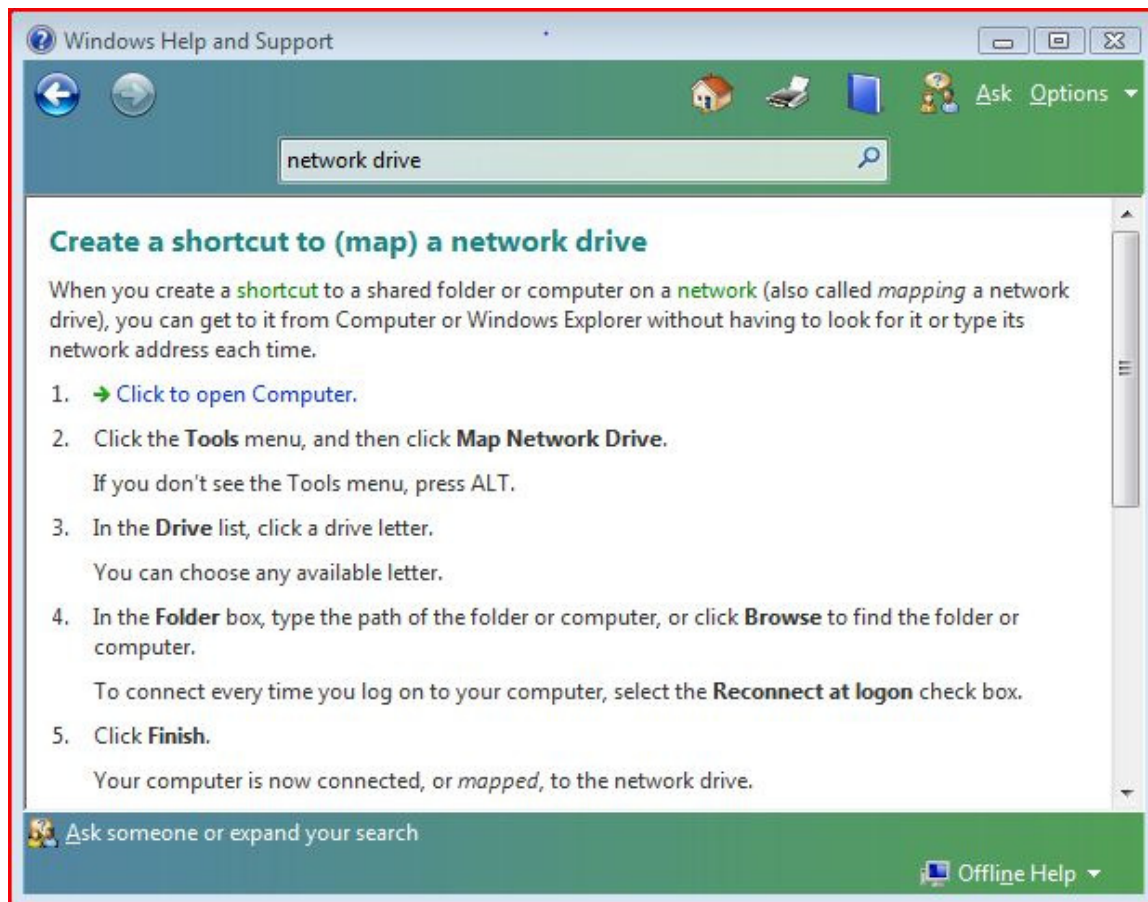 Windows Help and Support
Ask Options
network drive
Create a shortcut to (map) a network drive
When you create a shortcut to a shared folder or computer on a network (also called mapping a network
drive), you can get to it from Computer or Windows Explorer without having to look for it or type its
network address each time.
1. Click to open Computer.
2. Click the Tools menu, and then click Map Network Drive.
If you don't see the Tools menu, press ALT.
3. In the Drive list, click a drive letter.
You can choose any available letter.
4. In the Folder box, type the path of the folder or computer, or click Browse to find the folder or
computer.
To connect every time you log on to your computer, select the Reconnect at logon check box.
5. Click Finish.
Your computer is now connected, or mapped, to the network drive.
Ask someone or expand your search
Offline Help